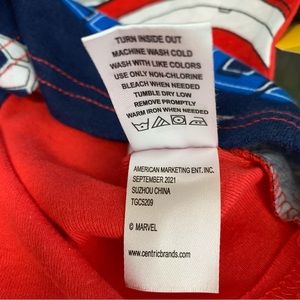 TURN INSIDE OUT
MACHINE WASH COLD
WASH WITH LIKE COLORS
USE ONLY NON-CHLORINE
BLEACH WHEN NEEDED
TUMBLE DRY LOW
REMOVE PROMPTLY
WARM IRON WHEN NEEDED
AMERICAN MARKETING ENT. INC.
SEPTEMBER 2021
SUZHOU CHINA
TGC5209
© MARVEL
www.centricbrands.com